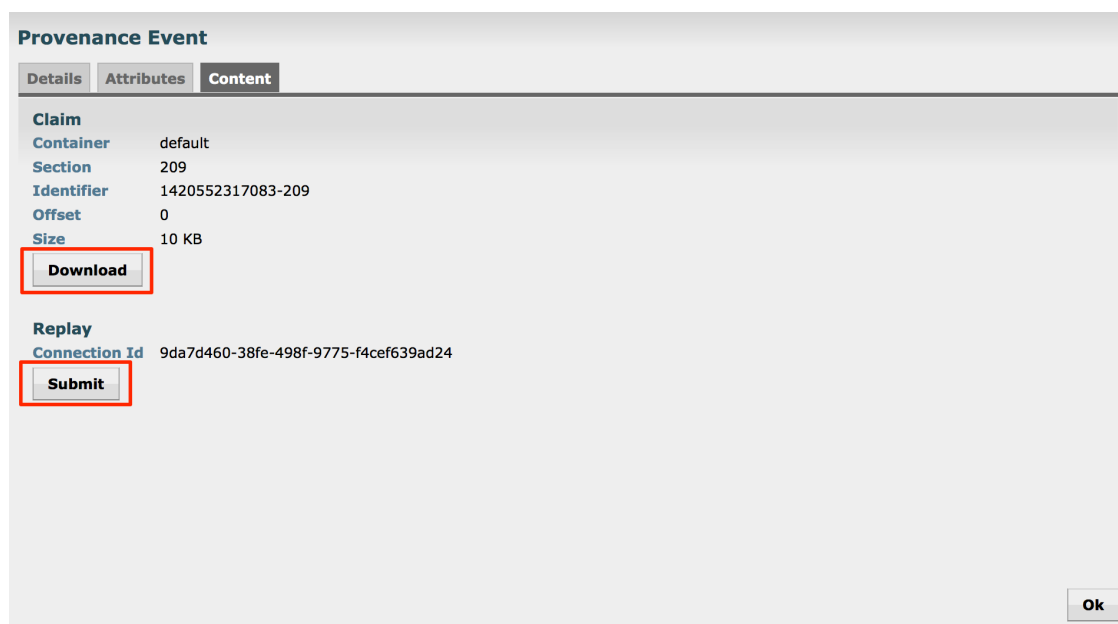 Provenance Event
Details Attributes Content
Claim
Container default
Section 209
Identifier 1420552317083-209
Offset 0
Size 10 KB
Download
Replay
Connection Id 9da7d460-38fe-498f-9775-f4cef639ad24
Submit
Ok